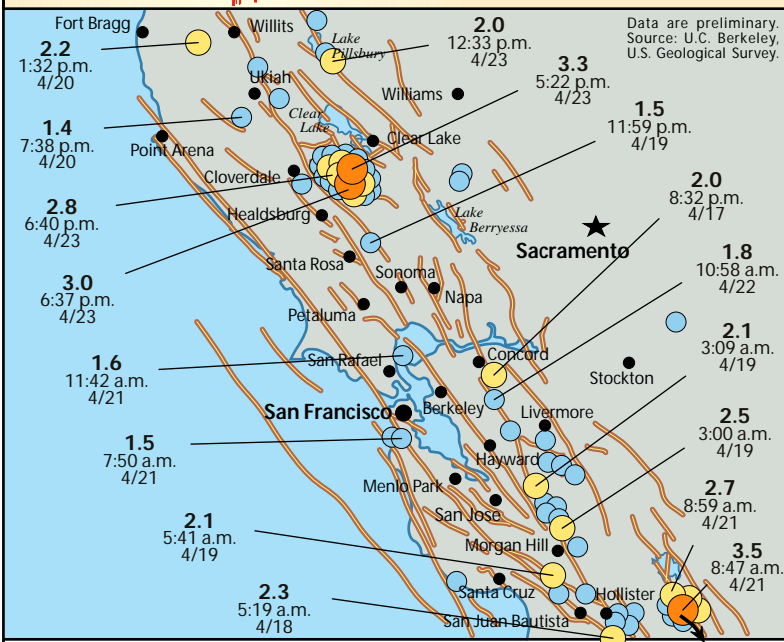 Fort Bragg
Willits
Lake
Pillsbury
2.0
12:33 p.m.
4/23
Data are preliminary.
Source: U.C. Berkeley,
U.S. Geological Survey.
2.2
1:32 p.m.
4/20
3.3
5:22 p.m.
4/23
Ukiah
Williams
1.5
11:59 p.m.
4/19
1.4
7:38 p.m.
4/20
Clear
Lake
Clear Lake
Point Arena
Cloverdale
2.0
8:32 p.m.
4/17
2.8
6:40 p.m.
4/23
Healdsburg
Lake
Berryessa
Sacramento
1.8
10:58 a.m.
4/22
3.0
6:37 p.m.
4/23
Santa Rosa
Sonoma
Napa
Petaluma
2.1
3:09 a.m.
4/19
1.6
11:42 a.m.
4/21
San Rafael
Concord
Stockton
San Francisco
Berkeley
Livermore
2.5
3:00 a.m.
4/19
1.5
7:50 a.m.
4/21
Hayward
Menlo Park
2.7
8:59 a.m.
4/21
San Jose
2.1
5:41 a.m.
4/19
Morgan Hill
3.5
8:47 a.m.
4/21
2.3
5:19 a.m.
4/18
Santa Cruz
Hollister
San Juan Bautista